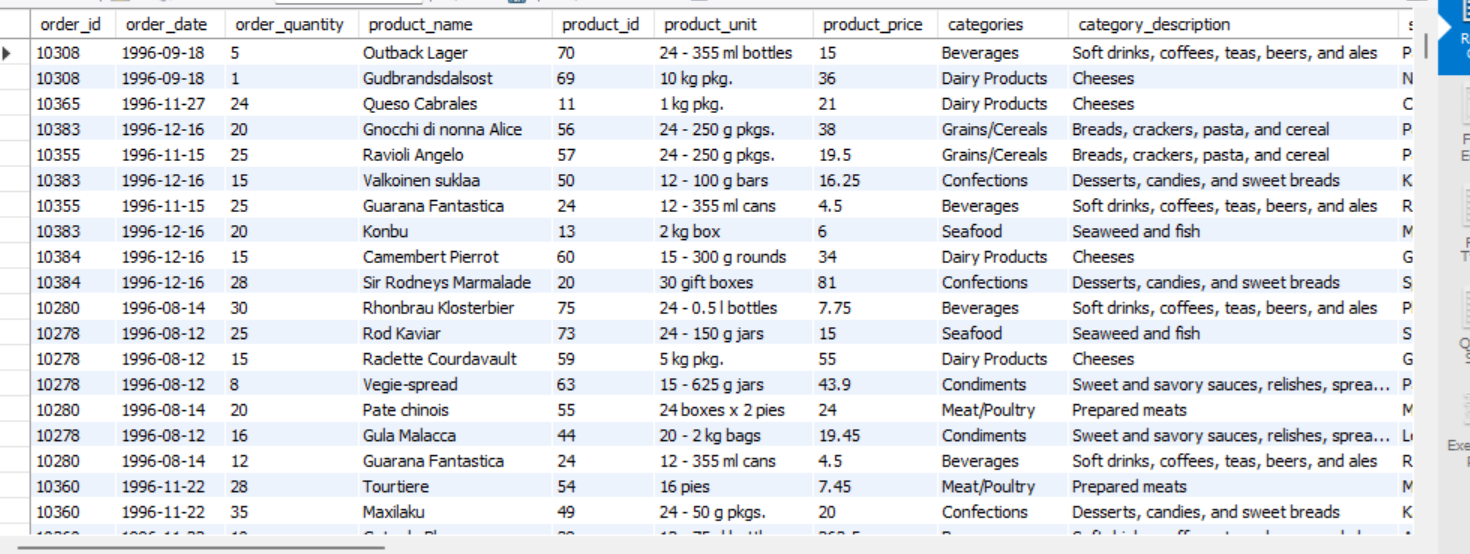 order_id order_date order_quantity product_name product_id product_unit product_price categories category_description
10308 1996-09-18 5 Outback Lager 70 24 - 355 ml bottles 15 Beverages Soft drinks, coffees, teas, beers, and ales P
10308 1996-09-18 1 Gudbrandsdalsost 69 10 kg pkg. 36 Dairy Products Cheeses N
10365 1996-11-27 24 Queso Cabrales 11 1 kg pkg. 21 Dairy Products Cheeses C
10383 1996-12-16 20 Gnocchi di nonna Alice 56 24 - 250 g pkgs. 38 Grains/Cereals Breads, crackers, pasta, and cereal P
10355 1996-11-15 25 Ravioli Angelo 57 24 - 250 g pkgs. 19.5 Grains/Cereals Breads, crackers, pasta, and cereal P
10383 1996-12-16 15 Valkoinen suklaa 50 12 - 100 g bars 16.25 Confections Desserts, candies, and sweet breads K
10355 1996-11-15 25 Guarana Fantastica 24 12 - 355 ml cans 4.5 Beverages Soft drinks, coffees, teas, beers, and ales R
10383 1996-12-16 20 Konbu 13 2 kg box 6 Seafood Seaweed and fish M
10384 1996-12-16 15 Camembert Pierrot 60 15 - 300 g rounds 34 Dairy Products Cheeses G
10384 1996-12-16 28 Sir Rodneys Marmalade 20 30 gift boxes 81 Confections Desserts, candies, and sweet breads S
10280 1996-08-14 30 Rhonbrau Klosterbier 75 24 - 0.5 l bottles 7.75 Beverages Soft drinks, coffees, teas, beers, and ales P
10278 1996-08-12 25 Rod Kaviar 73 24 - 150 g jars 15 Seafood Seaweed and fish S
10278 1996-08-12 15 Raclette Courdavault 59 5 kg pkg. 55 Dairy Products Cheeses G
10278 1996-08-12 8 Vegie-spread 63 15 - 625 g jars 43.9 Condiments Sweet and savory sauces, relishes, sprea... P
10280 1996-08-14 20 Pate chinois 55 24 boxes x 2 pies 24 Meat/Poultry Prepared meats M
10278 1996-08-12 16 Gula Malacca 44 20 - 2 kg bags 19.45 Condiments Sweet and savory sauces, relishes, sprea... L
10280 1996-08-14 12 Guarana Fantastica 24 12 - 355 ml cans 4.5 Beverages Soft drinks, coffees, teas, beers, and ales R
10360 1996-11-22 28 Tourtiere 54 16 pies 7.45 Meat/Poultry Prepared meats M
10360 1996-11-22 35 Maxilaku 49 24 - 50 g pkgs. 20 Confections Desserts, candies, and sweet breads K